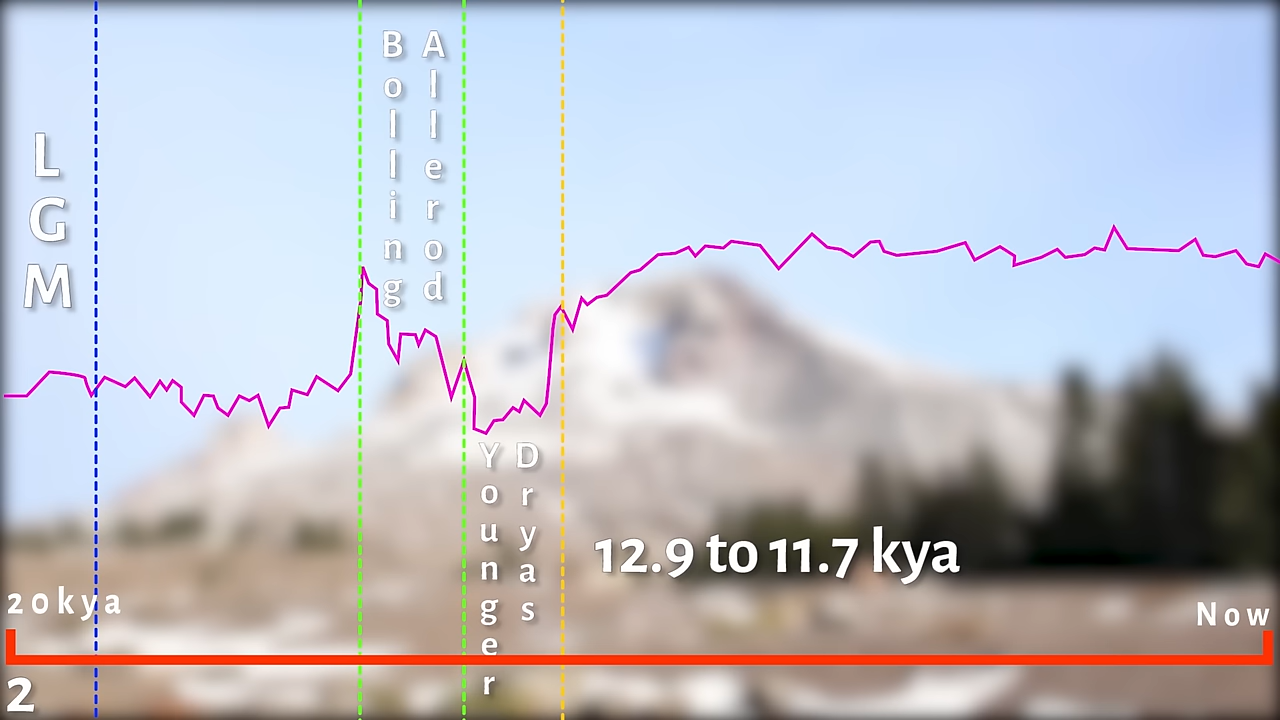 LGM
Bolling
Allerod
Younger
Dryas
12.9 to 11.7 kya
20kya
Now
2